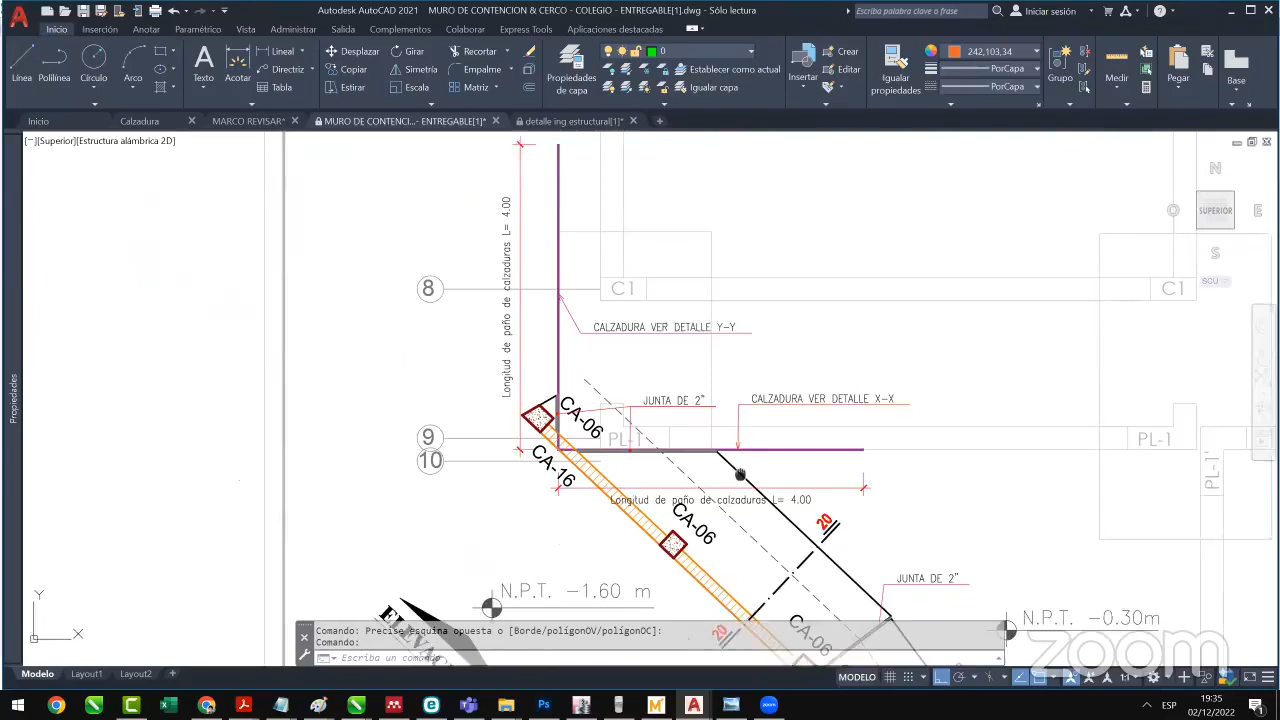 Autodesk AutoCAD 2021   MURO DE CONTENCION & CERCO - COLEGIO - ENTREGABLE[1].dwg - Sólo lectura
Escriba palabra clave o frase
Iniciar sesión
Inicio Inserción Anotar Paramétrico Vista Administrar Salida Complementos Colaborar Express Tools Aplicaciones destacadas
Línea Polilínea Círculo Arco
Texto Acotar
Lineal
Directriz
Tabla
Desplazar Girar Recortar
Copiar Simetría Empalme
Estirar Escala Matriz
Propiedades de capa
0
Establecer como actual
Igualar capa
Insertar
Crear
Editar
Igualar propiedades
242,103,34
PorCapa
PorCapa
Grupo
Medir
Pegar
Base
Inicio
Calzadura
MARCO REVISAR*
MURO DE CONTENCI...- ENTREGABLE[1]*
detalle ing estructural[1]*
[−][Superior][Estructura alámbrica 2D]
Propiedades
N
O SUPERIOR E
S
SCU
Longitud de paño de calzaduras L= 4.00
8
C1
C1
CALZADURA VER DETALLE Y-Y
JUNTA DE 2"
CALZADURA VER DETALLE X-X
CA-06
9
PL-1
PL-1
10
CA-16
PL-1'
Longitud de paño de calzaduras L= 4.00
CA-06
20
JUNTA DE 2"
N.P.T. -1.60 m
N.P.T. -0.30m
CA-06
20
Y
X
Comando: Precise esquina opuesta o [Borde/polígonOV/polígonOC]:
Comando:
Escriba un comando
zoom
Modelo Layout1 Layout2 +
MODELO
1:1
ESP
19:35
02/12/2022